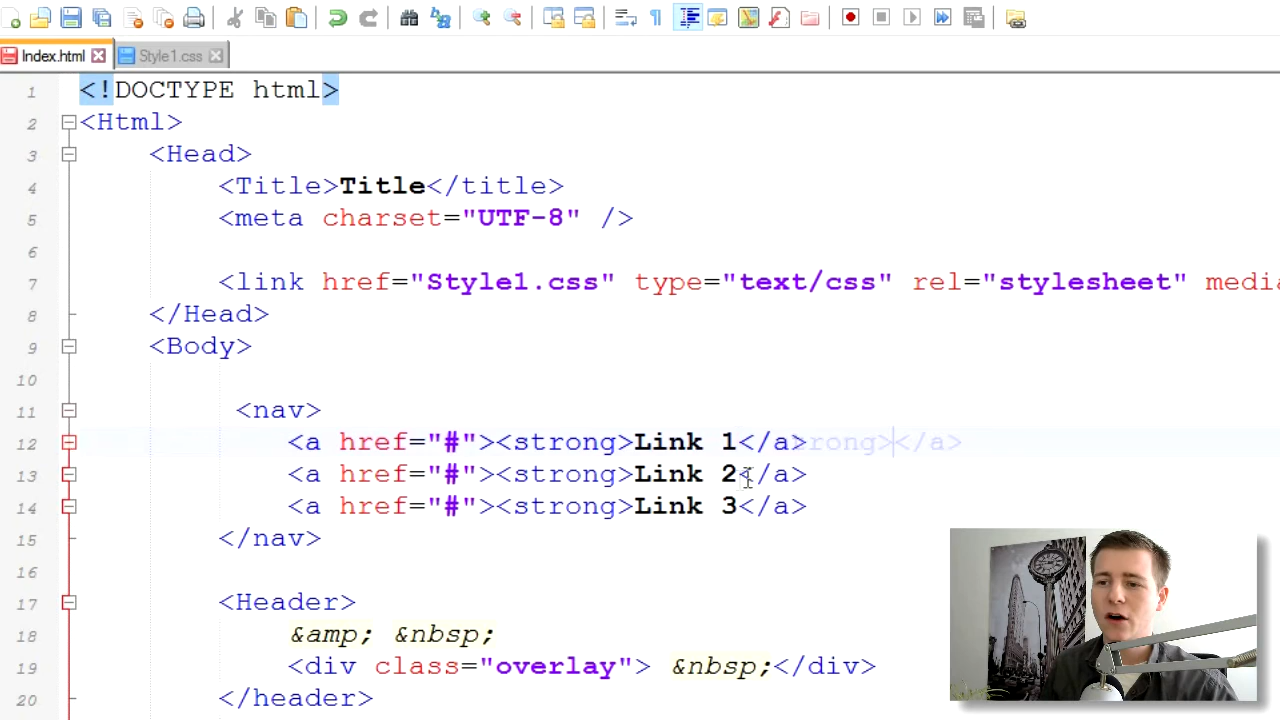 Index.html Style1.css
1 <!DOCTYPE html>
2 <Html>
3 <Head>
4 <Title>Title</title>
5 <meta charset="UTF-8" />
6
7 <link href="Style1.css" type="text/css" rel="stylesheet" media
8 </Head>
9 <Body>
10
11 <nav>
12 <a href="#"><strong>Link 1</a>rong></a>
13 <a href="#"><strong>Link 2</a>
14 <a href="#"><strong>Link 3</a>
15 </nav>
16
17 <Header>
18 &amp; &nbsp;
19 <div class="overlay"> &nbsp;</div>
20 </header>